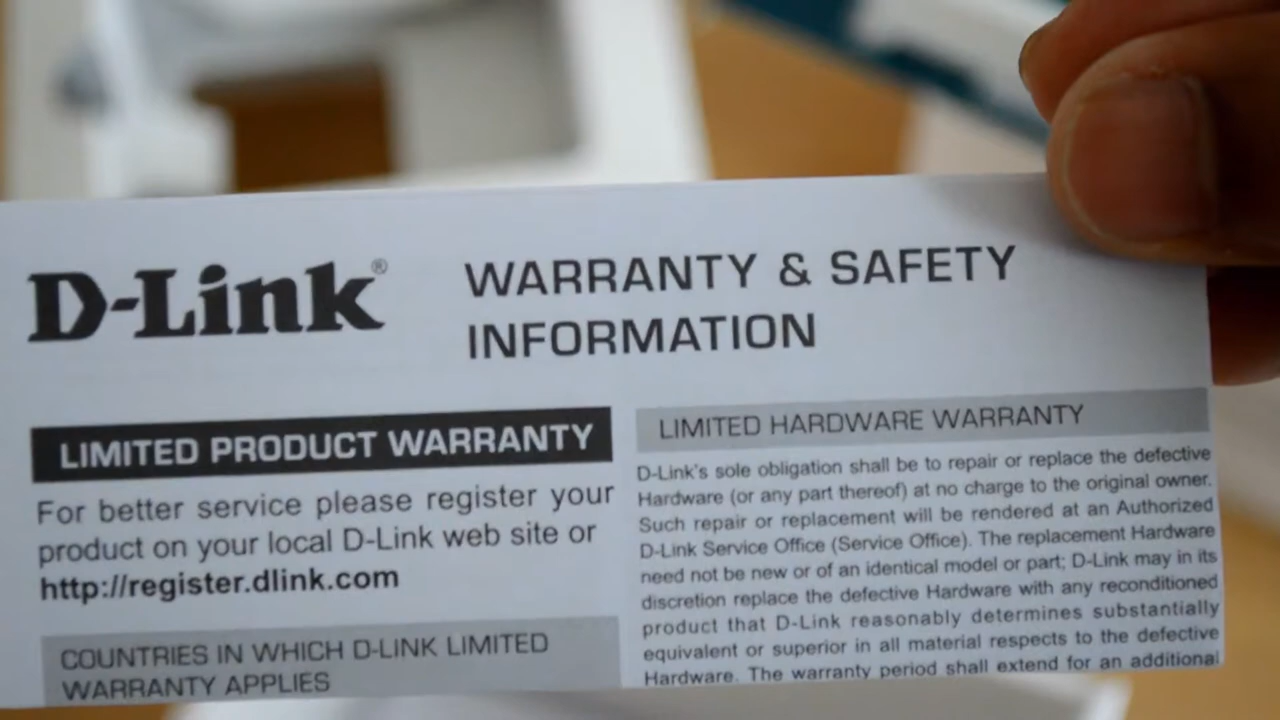 D-Link®
WARRANTY & SAFETY
INFORMATION
LIMITED PRODUCT WARRANTY
For better service please register your
product on your local D-Link web site or
http://register.dlink.com
COUNTRIES IN WHICH D-LINK LIMITED
WARRANTY APPLIES
LIMITED HARDWARE WARRANTY
D-Link's sole obligation shall be to repair or replace the defective
Hardware (or any part thereof) at no charge to the original owner.
Such repair or replacement will be rendered at an Authorized
D-Link Service Office (Service Office). The replacement Hardware
need not be new or of an identical model or part; D-Link may in its
discretion replace the defective Hardware with any reconditioned
product that D-Link reasonably determines substantially
equivalent or superior in all material respects to the defective
Hardware. The warranty period shall extend for an additional